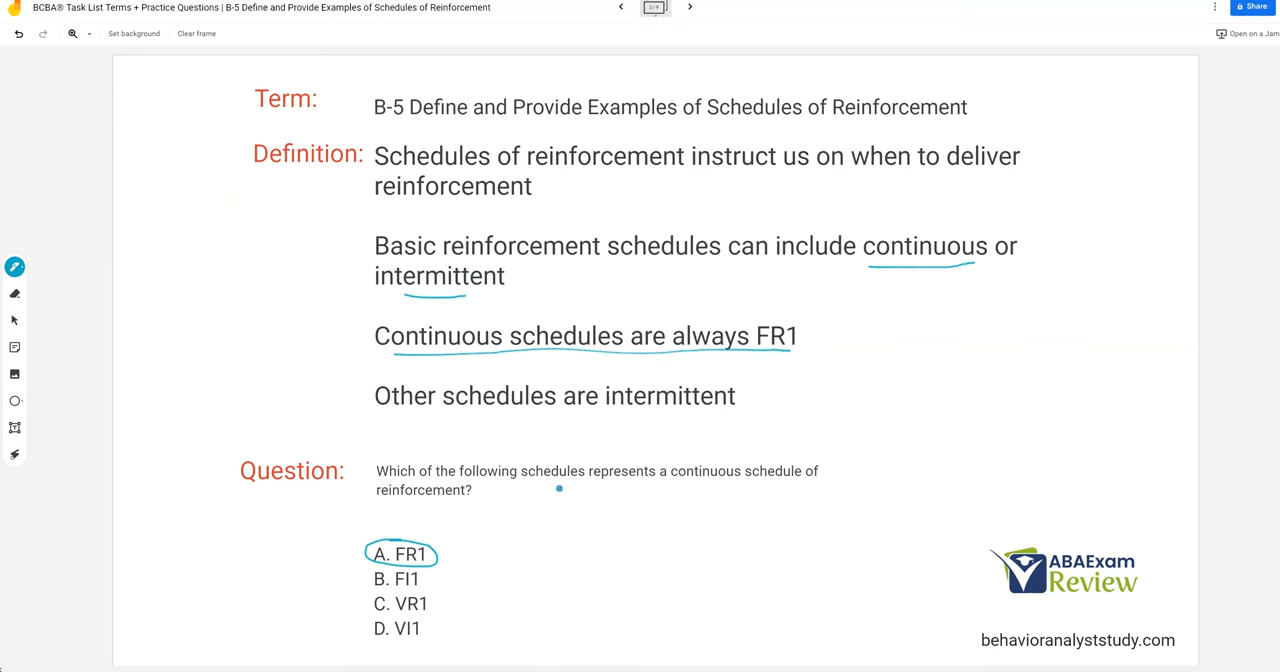 BCBA® Task List Terms + Practice Questions | B-5 Define and Provide Examples of Schedules of Reinforcement
2 / 9
Share
Set background
Clear frame
Open on a Jam
Term:
B-5 Define and Provide Examples of Schedules of Reinforcement
Definition:
Schedules of reinforcement instruct us on when to deliver
reinforcement
Basic reinforcement schedules can include continuous or
intermittent
Continuous schedules are always FR1
Other schedules are intermittent
Question:
Which of the following schedules represents a continuous schedule of
reinforcement?
A. FR1
B. FI1
C. VR1
D. VI1
ABAExam
Review
behavioranalyststudy.com